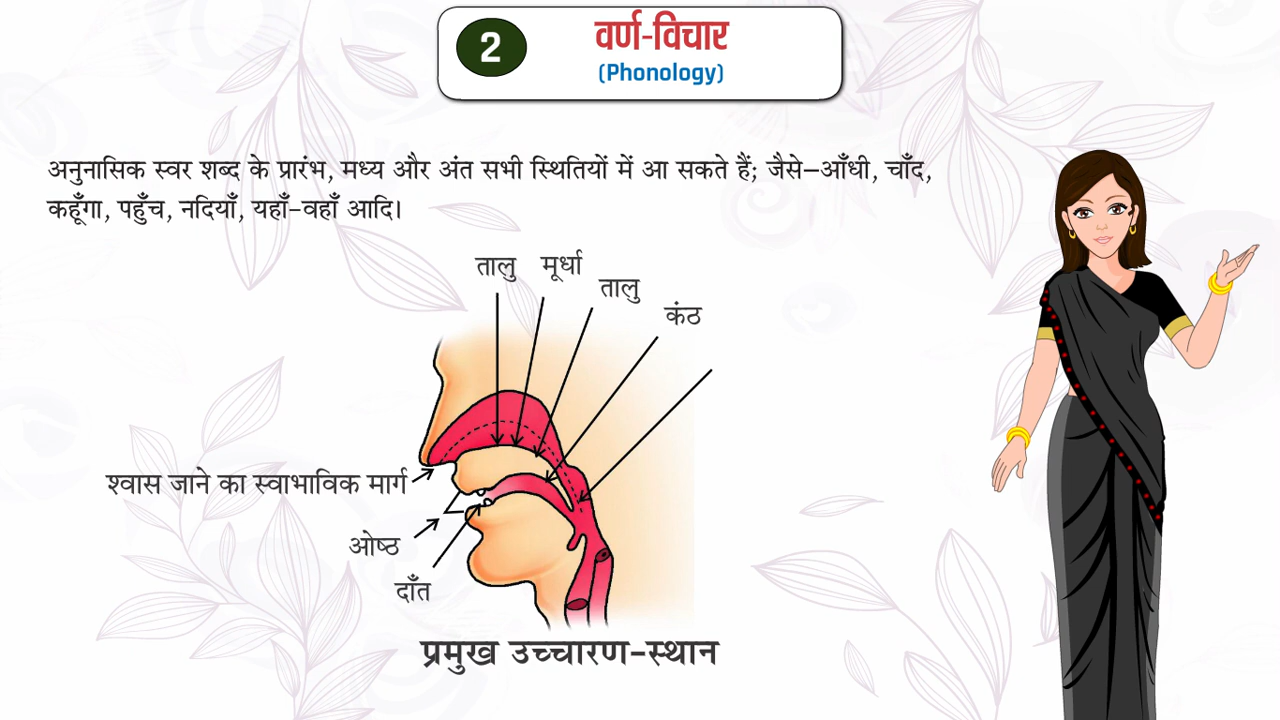 2
वर्ण-विचार
(Phonology)
अनुनासिक स्वर शब्द के प्रारंभ, मध्य और अंत सभी स्थितियों में आ सकते हैं; जैसे–आँधी, चाँद,
कहूँगा, पहुँच, नदियाँ, यहाँ-वहाँ आदि।
तालु
मूर्धा
तालु
कंठ
श्वास जाने का स्वाभाविक मार्ग
ओष्ठ
दाँत
प्रमुख उच्चारण-स्थान